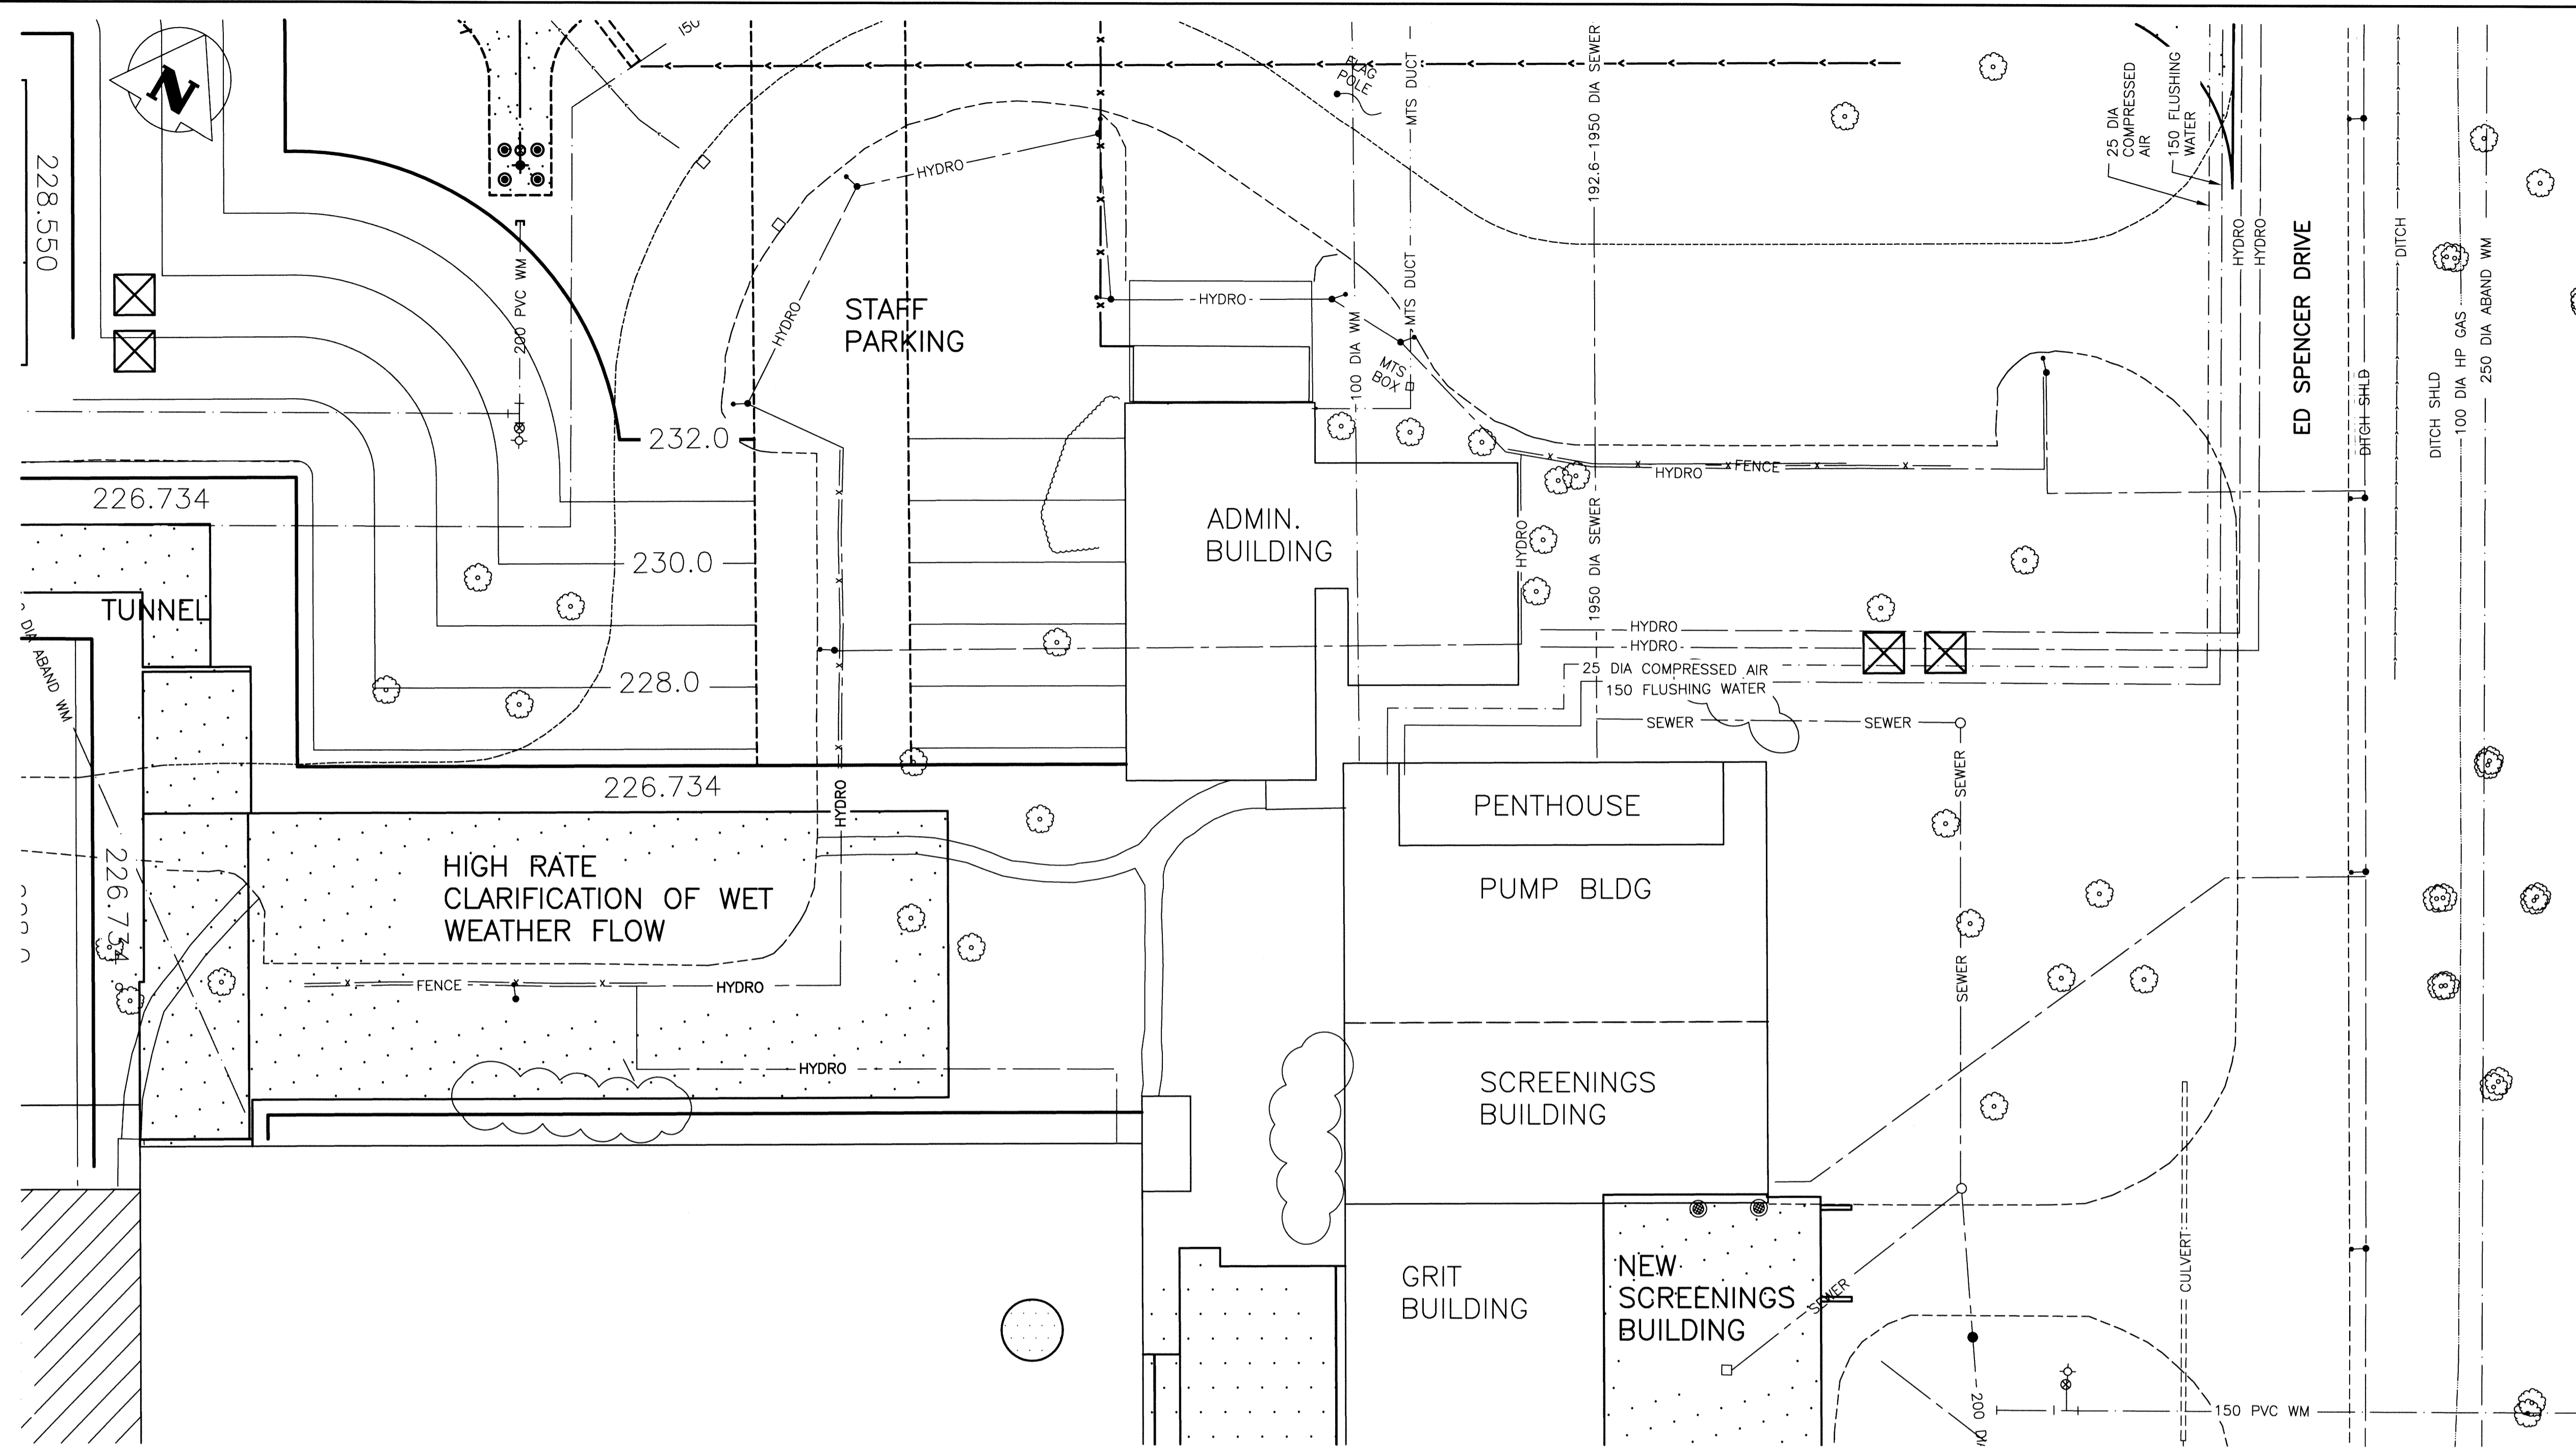 N
150
FLAG
POLE
MTS DUCT
192.6-1950 DIA SEWER
25 DIA
COMPRESSED
AIR
150 FLUSHING
WATER
228.550
200 PVC WM
HYDRO
HYDRO
STAFF
PARKING
-HYDRO-
100 DIA WM
MTS DUCT
MTS
BOX
HYDRO
HYDRO
ED SPENCER DRIVE
DITCH
DITCH SHLD
DITCH SHLD
100 DIA HP GAS
250 DIA ABAND WM
232.0
HYDRO
FENCE
226.734
ADMIN.
BUILDING
HYDRO
1950 DIA SEWER
230.0
TUNNEL
DIA ABAND WM
228.0
HYDRO
HYDRO
25 DIA COMPRESSED AIR
150 FLUSHING WATER
SEWER
SEWER
SEWER
226.734
HYDRO
PENTHOUSE
PUMP BLDG
HIGH RATE
CLARIFICATION OF WET
WEATHER FLOW
226.734
FENCE
HYDRO
SEWER
HYDRO
SCREENINGS
BUILDING
GRIT
BUILDING
NEW
SCREENINGS
BUILDING
SEWER
CULVERT
200
150 PVC WM